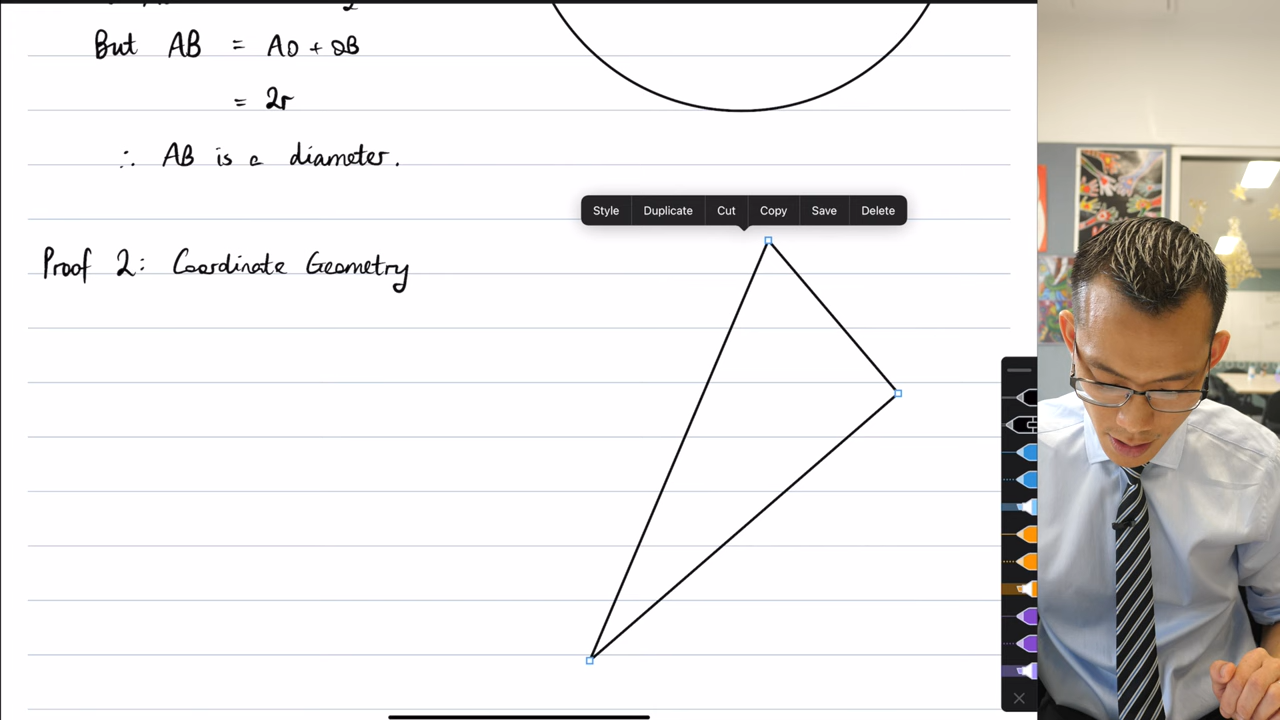 But AB = AO + OB
= 2r
∴ AB is a diameter.
Style Duplicate Cut Copy Save Delete
Proof 2: Coordinate Geometry